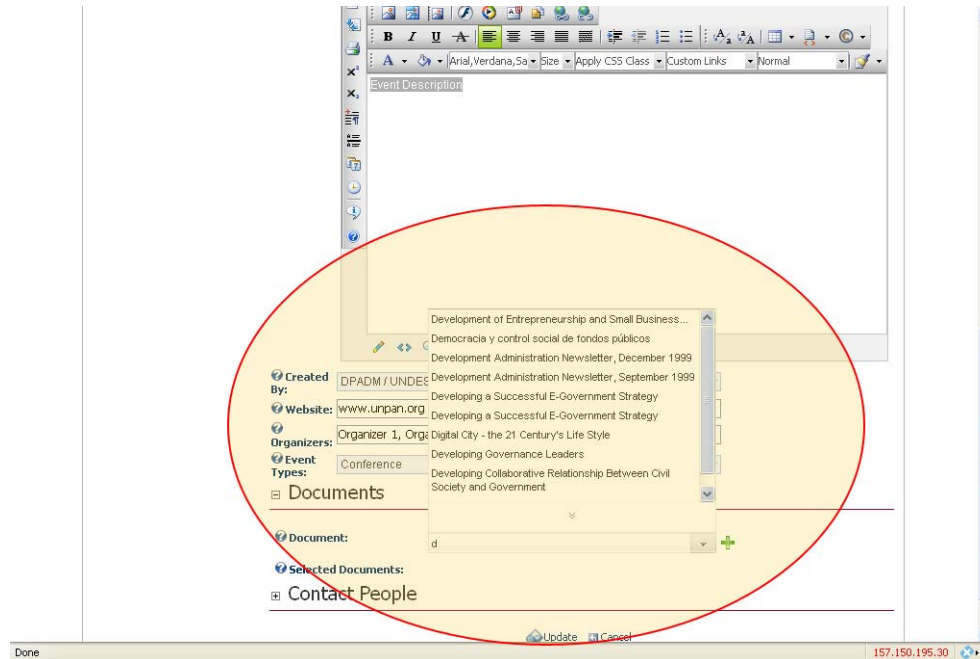 Arial,Verdana,Sa Size Apply CSS Class Custom Links Normal
Event Description
Development of Entrepreneurship and Small Business...
Democracia y control social de fondos públicos
Development Administration Newsletter, December 1999
Development Administration Newsletter, September 1999
Developing a Successful E-Government Strategy
Developing a Successful E-Government Strategy
Digital City - the 21 Century's Life Style
Developing Governance Leaders
Developing Collaborative Relationship Between Civil
Society and Government
Created
By:
DPADM / UNDES
Website:
www.unpan.org
Organizers:
Organizer 1, Orga
Event
Types:
Conference
Documents
Document:
d
Selected Documents:
Contact People
Update Cancel
Done 157.150.195.30